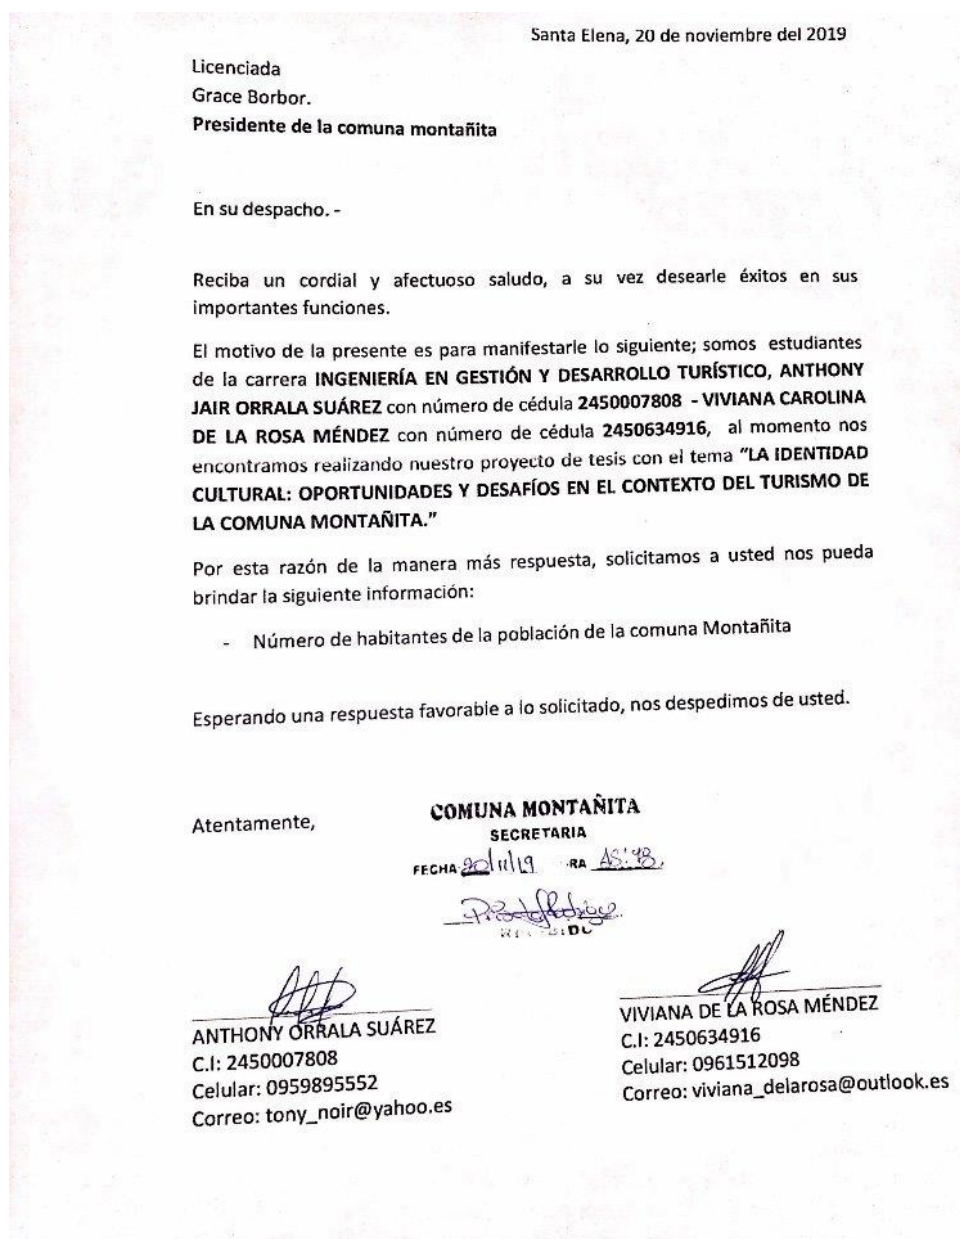 Santa Elena, 20 de noviembre del 2019
Licenciada
Grace Borbor.
Presidente de la comuna montañita
En su despacho. -
Reciba un cordial y afectuoso saludo, a su vez desearle éxitos en sus
importantes funciones.
El motivo de la presente es para manifestarle lo siguiente; somos estudiantes
de la carrera INGENIERÍA EN GESTIÓN Y DESARROLLO TURÍSTICO, ANTHONY
JAIR ORRALA SUÁREZ con número de cédula 2450007808 - VIVIANA CAROLINA
DE LA ROSA MÉNDEZ con número de cédula 2450634916, al momento nos
encontramos realizando nuestro proyecto de tesis con el tema "LA IDENTIDAD
CULTURAL: OPORTUNIDADES Y DESAFÍOS EN EL CONTEXTO DEL TURISMO DE
LA COMUNA MONTAÑITA."
Por esta razón de la manera más respuesta, solicitamos a usted nos pueda
brindar la siguiente información:
- Número de habitantes de la población de la comuna Montañita
Esperando una respuesta favorable a lo solicitado, nos despedimos de usted.
Atentamente,
COMUNA MONTAÑITA
SECRETARIA
FECHA 20/11/19 RA
ANTHONY ORRALA SUÁREZ
C.I: 2450007808
Celular: 0959895552
Correo: tony_noir@yahoo.es
VIVIANA DE LA ROSA MÉNDEZ
C.I: 2450634916
Celular: 0961512098
Correo: viviana_delarosa@outlook.es